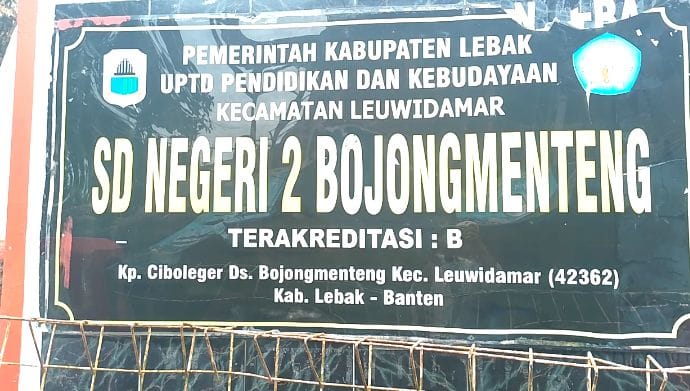 PEMERINTAH KABUPATEN LEBAK
UPTD PENDIDIKAN DAN KEBUDAYAAN
KECAMATAN LEUWIDAMAR
SD NEGERI 2 BOJONGMENTENG
TERAKREDITASI : B
Kp. Ciboleger Ds. Bojongmenteng Kec. Leuwidamar (42362)
Kab. Lebak - Banten